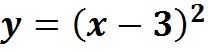 y = (x − 3)²